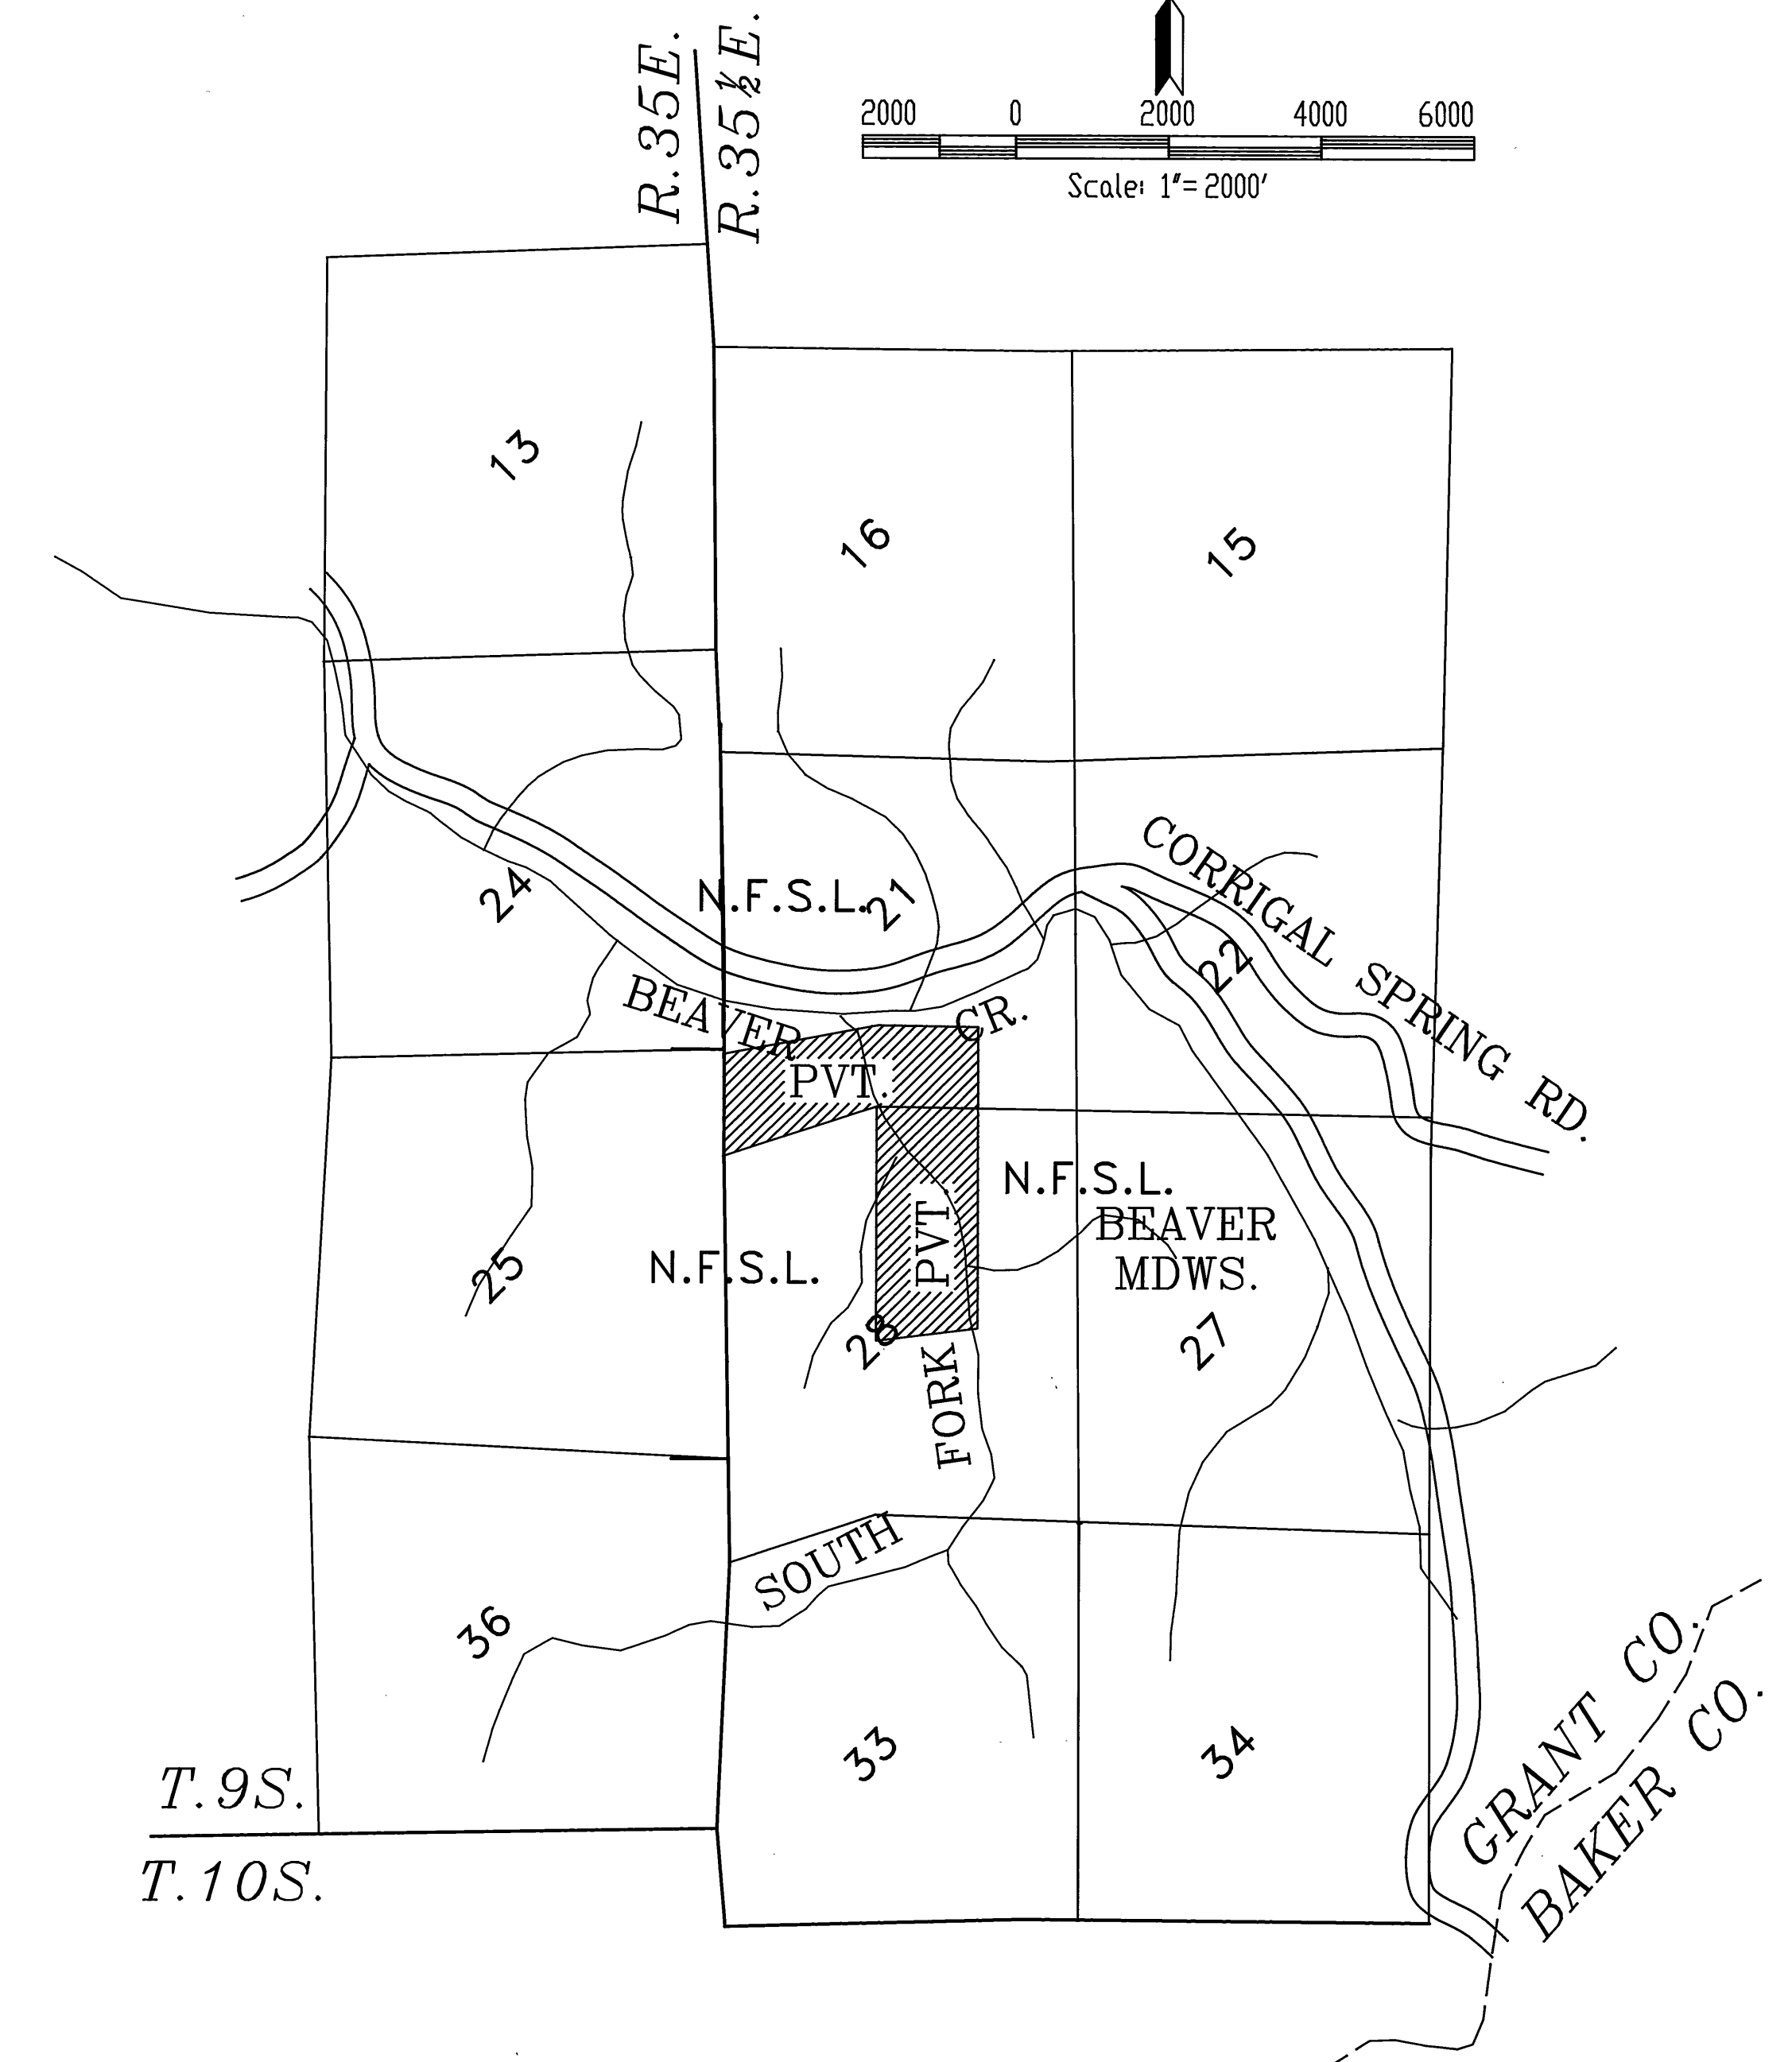 R.35E.
R.35½E.
2000 0 2000 4000 6000
Scale: 1"= 2000'
13
16
15
CORRIGAL SPRING RD.
24
N.F.S.L.
21
22
BEAVER CR.
PVT.
N.F.S.L.
PVT.
BEAVER
MDWS.
25
N.F.S.L.
28
27
SOUTH FORK
36
33
34
GRANT CO.
BAKER CO.
T.9S.
T.10S.